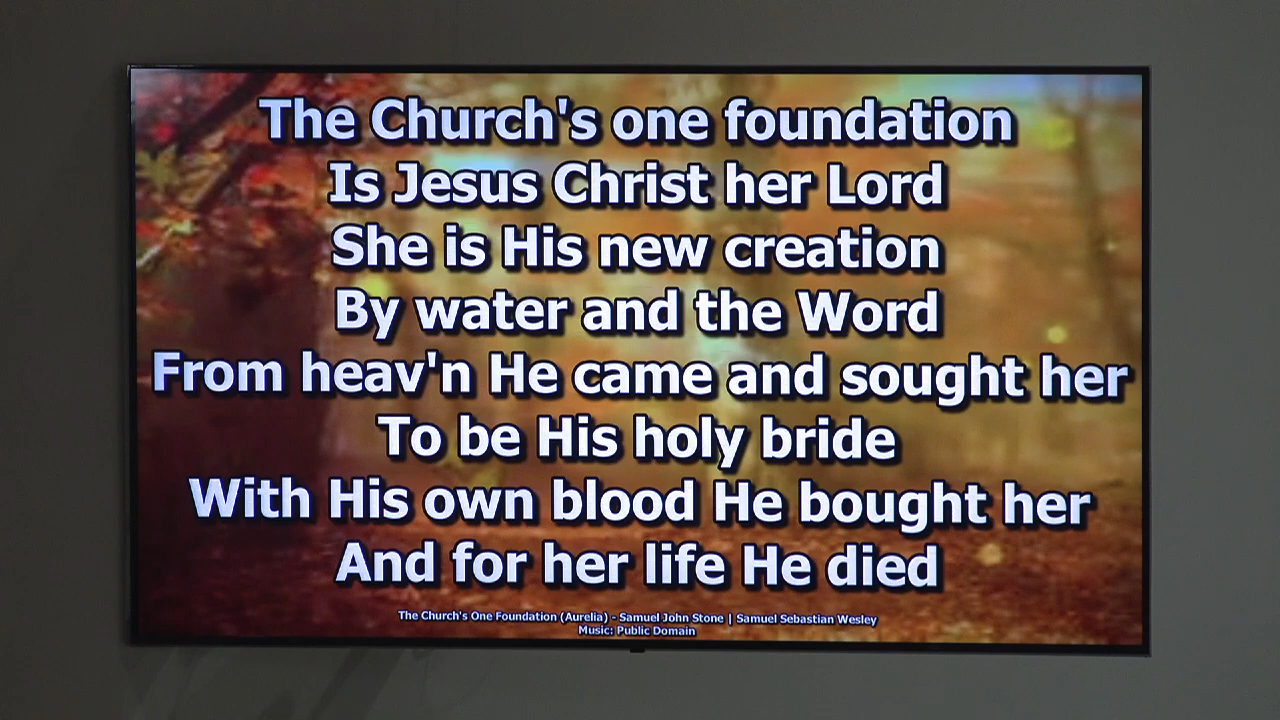 The Church's one foundation
Is Jesus Christ her Lord
She is His new creation
By water and the Word
From heav'n He came and sought her
To be His holy bride
With His own blood He bought her
And for her life He died
The Church's One Foundation (Aurelia) - Samuel John Stone | Samuel Sebastian Wesley
Music: Public Domain